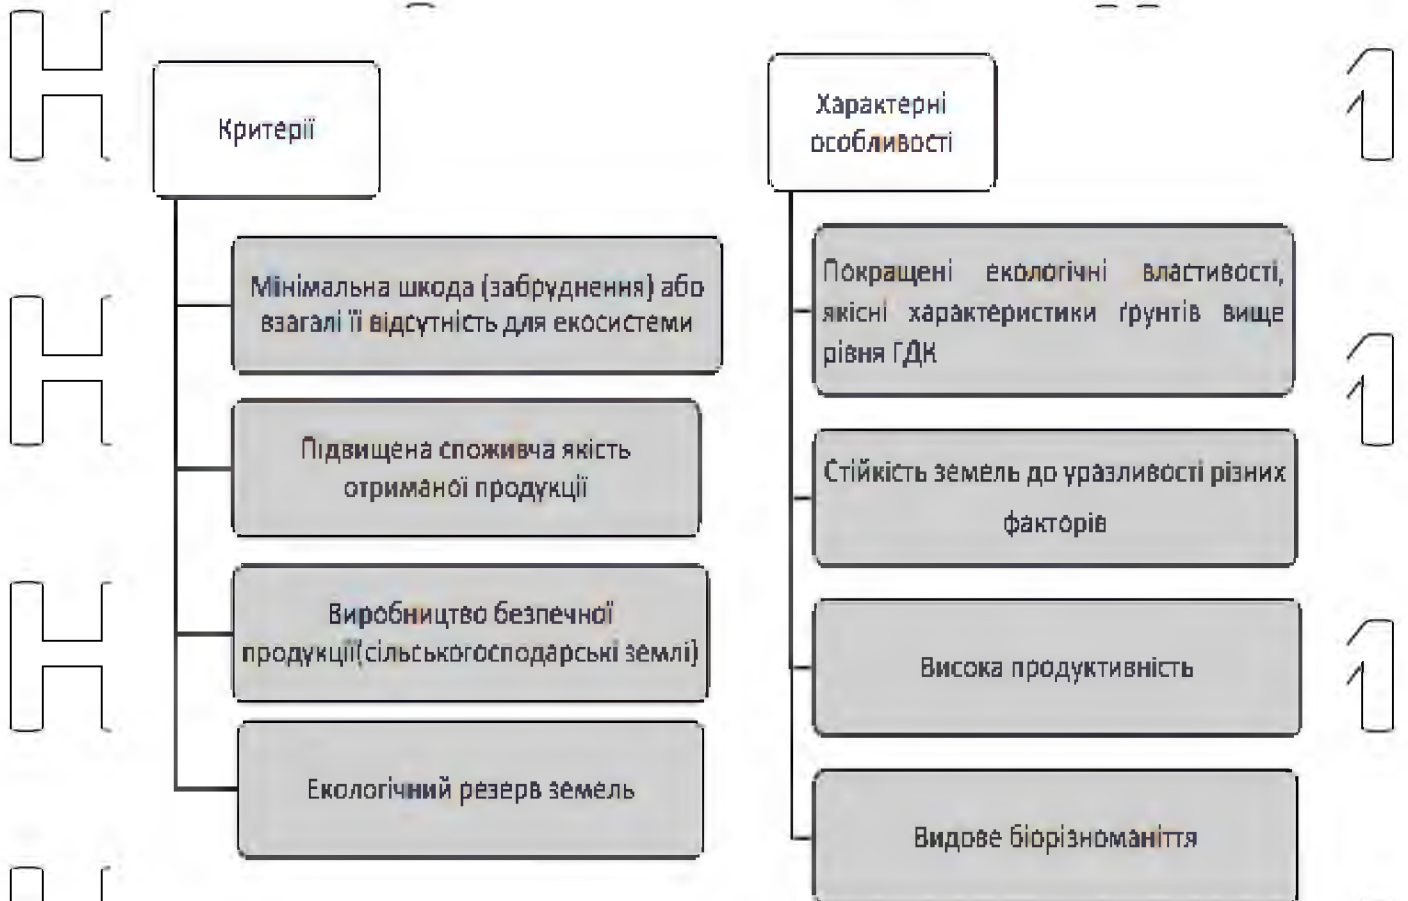 Критерії
Мінімальна шкода (забруднення) або
взагалі її відсутність для екосистеми
Підвищена споживча якість
отриманої продукції
Виробництво безпечної
продукції(сільськогосподарські землі)
Екологічний резерв земель
Характерні
особливості
Покращені екологічні властивості,
якісні характеристики ґрунтів вище
рівня ГДК
Стійкість земель до уразливості різних
факторів
Висока продуктивність
Видове біорізноманіття